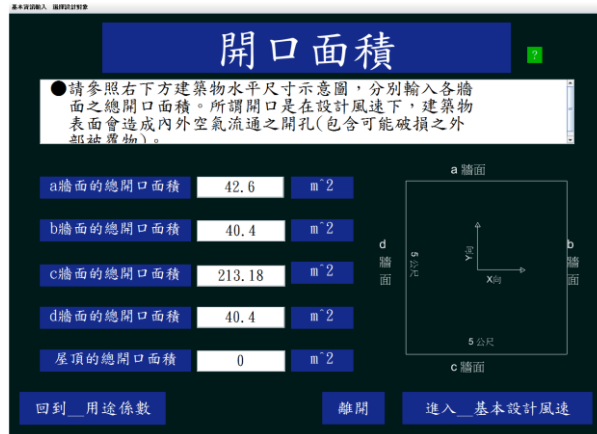 基本資訊輸入 選擇設計對象
開口面積
?
●請參照右下方建築物水平尺寸示意圖,分別輸入各牆
面之總開口面積。所謂開口是在設計風速下,建築物
表面會造成內外空氣流通之開孔(包含可能破損之外
部被覆物)。
a牆面的總開口面積 42.6 m^2
b牆面的總開口面積 40.4 m^2
c牆面的總開口面積 213.18 m^2
d牆面的總開口面積 40.4 m^2
屋頂的總開口面積 0 m^2
a 牆面
d 牆面
b 牆面
5 公尺
Y向
X向
5 公尺
c 牆面
回到__用途係數
離開
進入__基本設計風速